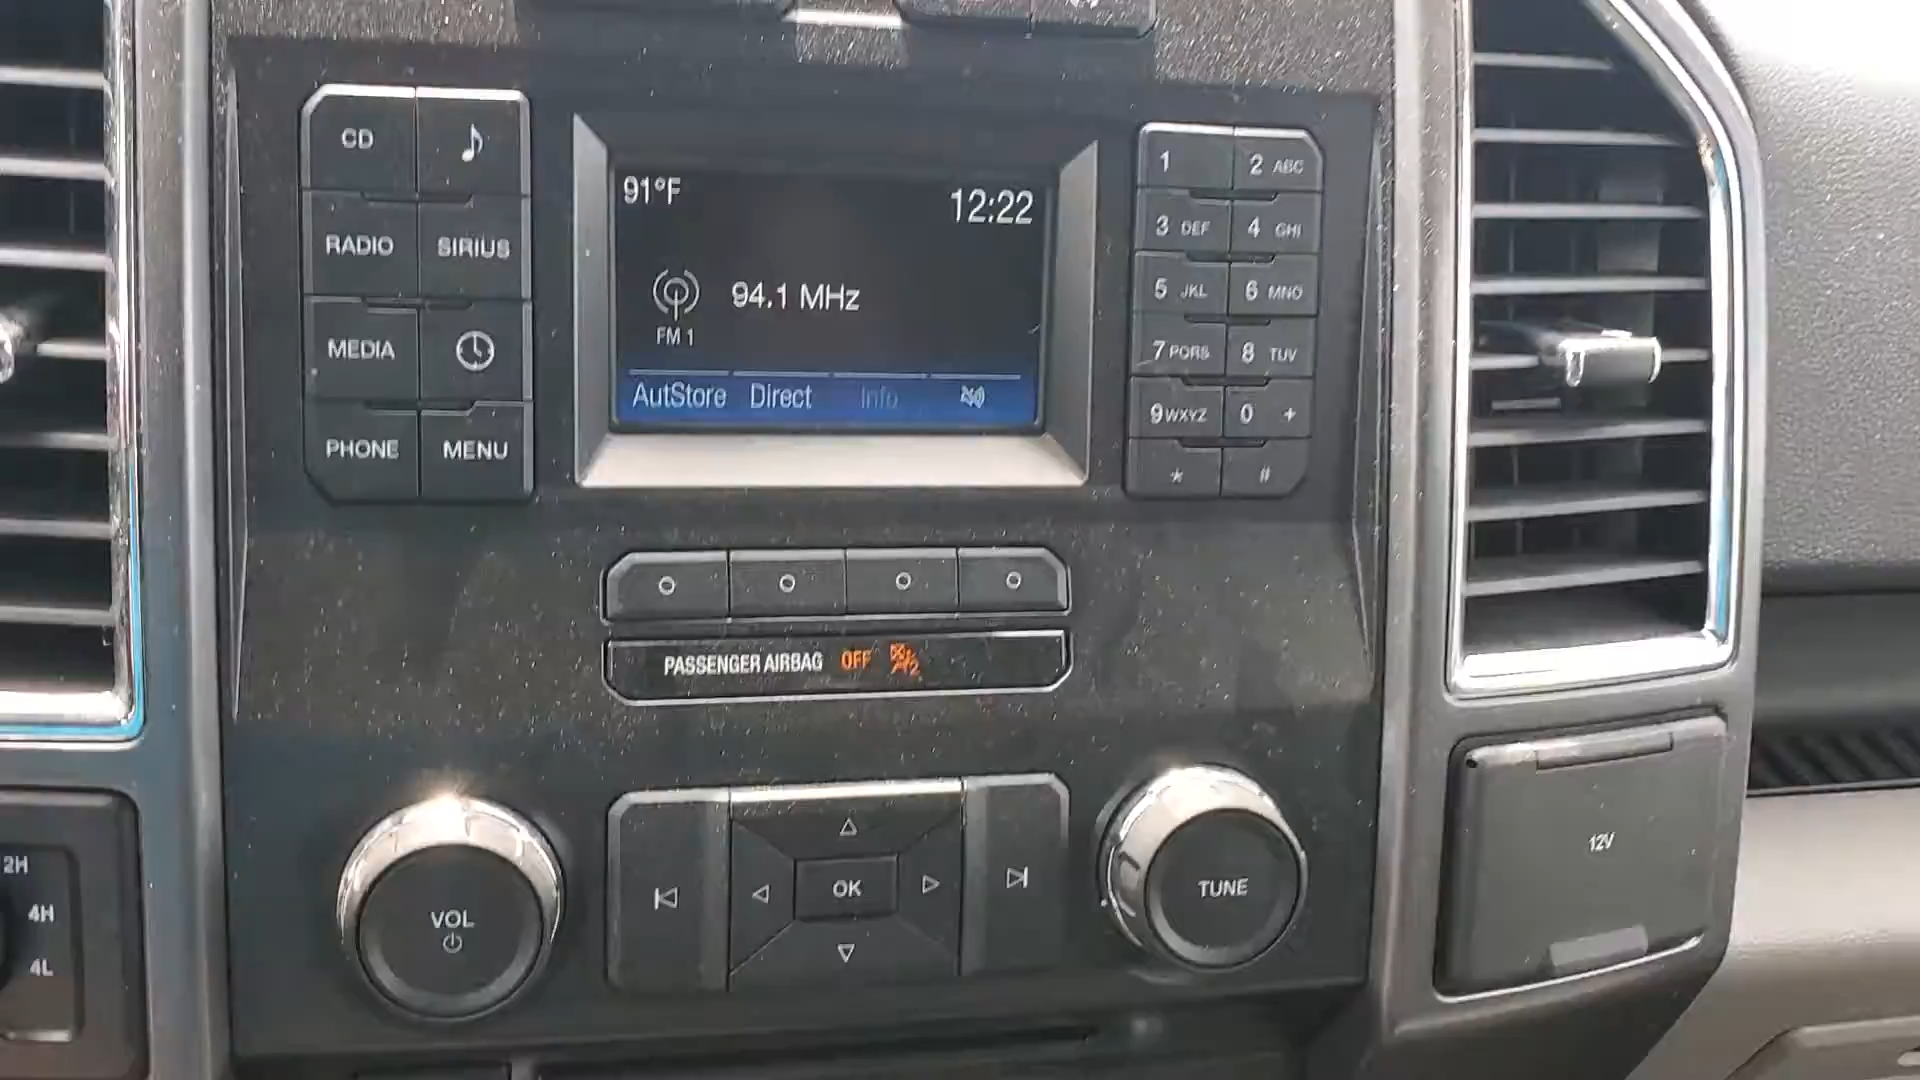 CD
RADIO
SIRIUS
MEDIA
PHONE
MENU
91°F
12:22
94.1 MHz
FM 1
AutStore Direct Info
1
2 ABC
3 DEF
4 GHI
5 JKL
6 MNO
7 PQRS
8 TUV
9 WXYZ
0 +
* #
PASSENGER AIRBAG OFF
VOL
OK
TUNE
12V
2H
4H
4L